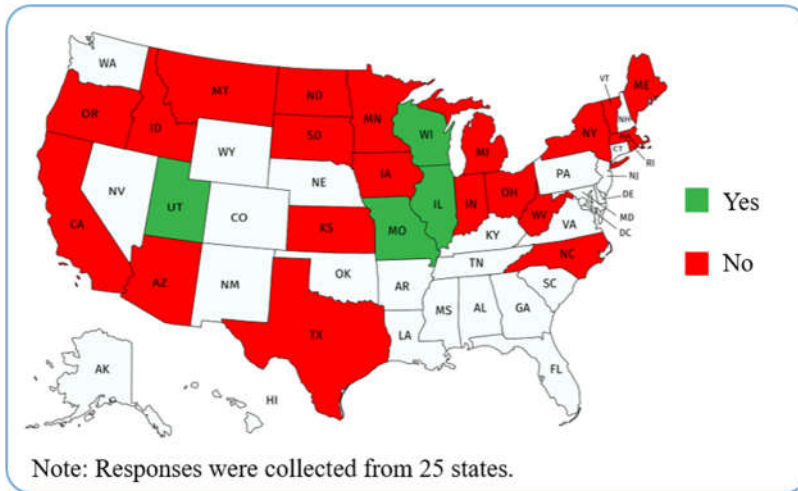 WA
VT
ME
MT
ND
MN
OR
NH
ID
SD
WI
NY
MA
WY
MI
CT
RI
IA
PA
NJ
NE
NV
OH
DE
UT
IL
IN
CO
WV
MD
CA
KS
MO
VA
DC
KY
NC
TN
OK
AZ
NM
AR
SC
MS
AL
GA
TX
LA
AK
FL
HI
Yes
No
Note: Responses were collected from 25 states.